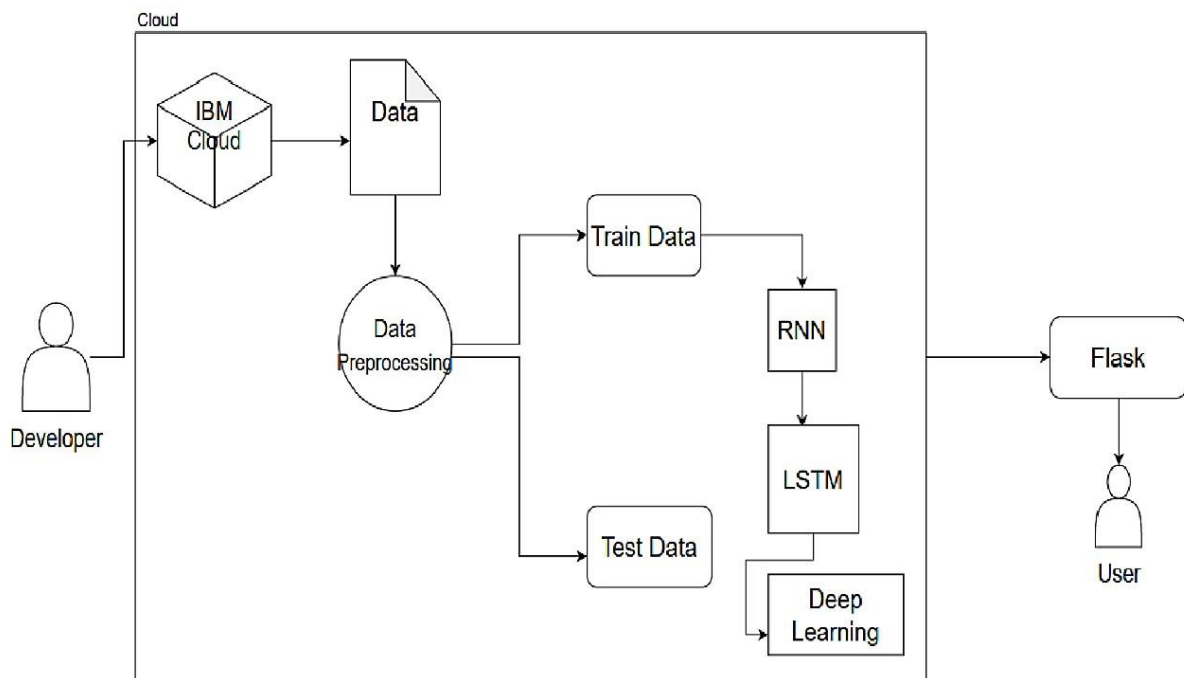 Cloud
IBM
Cloud
Data
Train Data
Data
Preprocessing
RNN
Flask
Developer
LSTM
Test Data
User
Deep
Learning